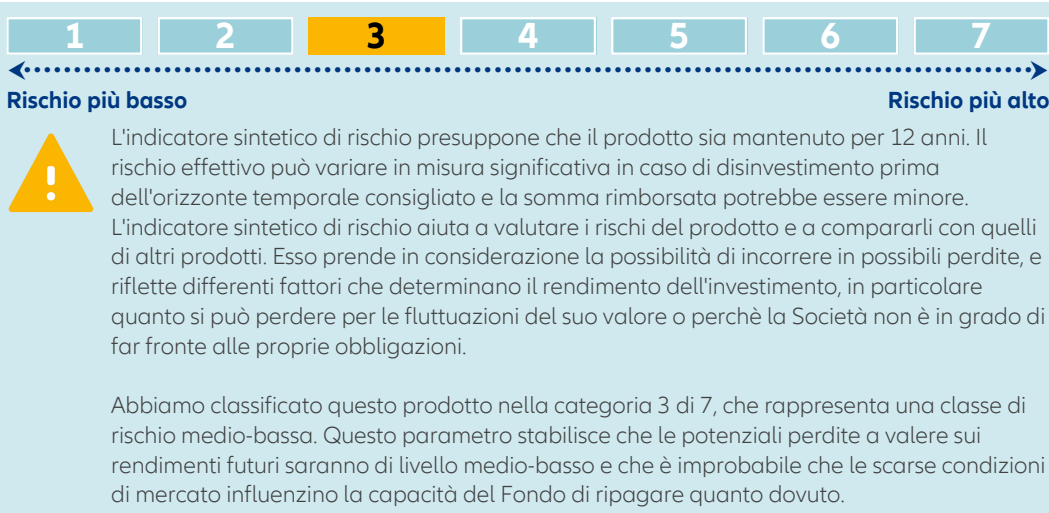 1 2 3 4 5 6 7
Rischio più basso Rischio più alto
L'indicatore sintetico di rischio presuppone che il prodotto sia mantenuto per 12 anni. Il
rischio effettivo può variare in misura significativa in caso di disinvestimento prima
dell'orizzonte temporale consigliato e la somma rimborsata potrebbe essere minore.
L'indicatore sintetico di rischio aiuta a valutare i rischi del prodotto e a compararli con quelli
di altri prodotti. Esso prende in considerazione la possibilità di incorrere in possibili perdite, e
riflette differenti fattori che determinano il rendimento dell'investimento, in particolare
quanto si può perdere per le fluttuazioni del suo valore o perchè la Società non è in grado di
far fronte alle proprie obbligazioni.
Abbiamo classificato questo prodotto nella categoria 3 di 7, che rappresenta una classe di
rischio medio-bassa. Questo parametro stabilisce che le potenziali perdite a valere sui
rendimenti futuri saranno di livello medio-basso e che è improbabile che le scarse condizioni
di mercato influenzino la capacità del Fondo di ripagare quanto dovuto.